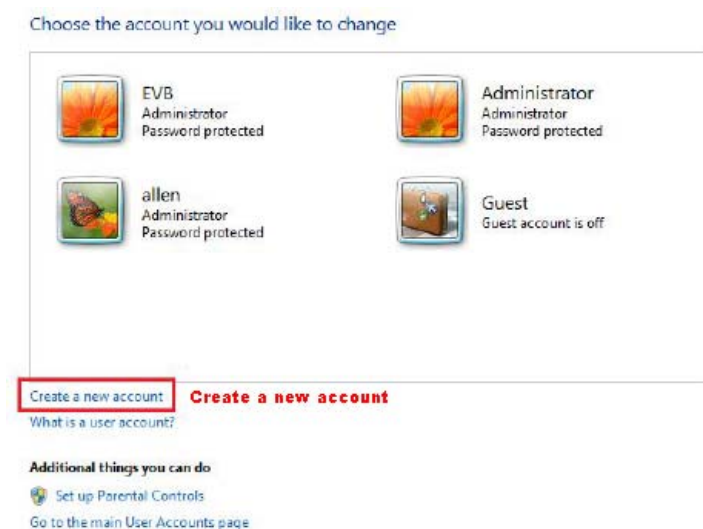 Choose the account you would like to change
EVB
Administrator
Password protected
Administrator
Administrator
Password protected
allen
Administrator
Password protected
Guest
Guest account is off
Create a new account
Create a new account
What is a user account?
Additional things you can do
Set up Parental Controls
Go to the main User Accounts page